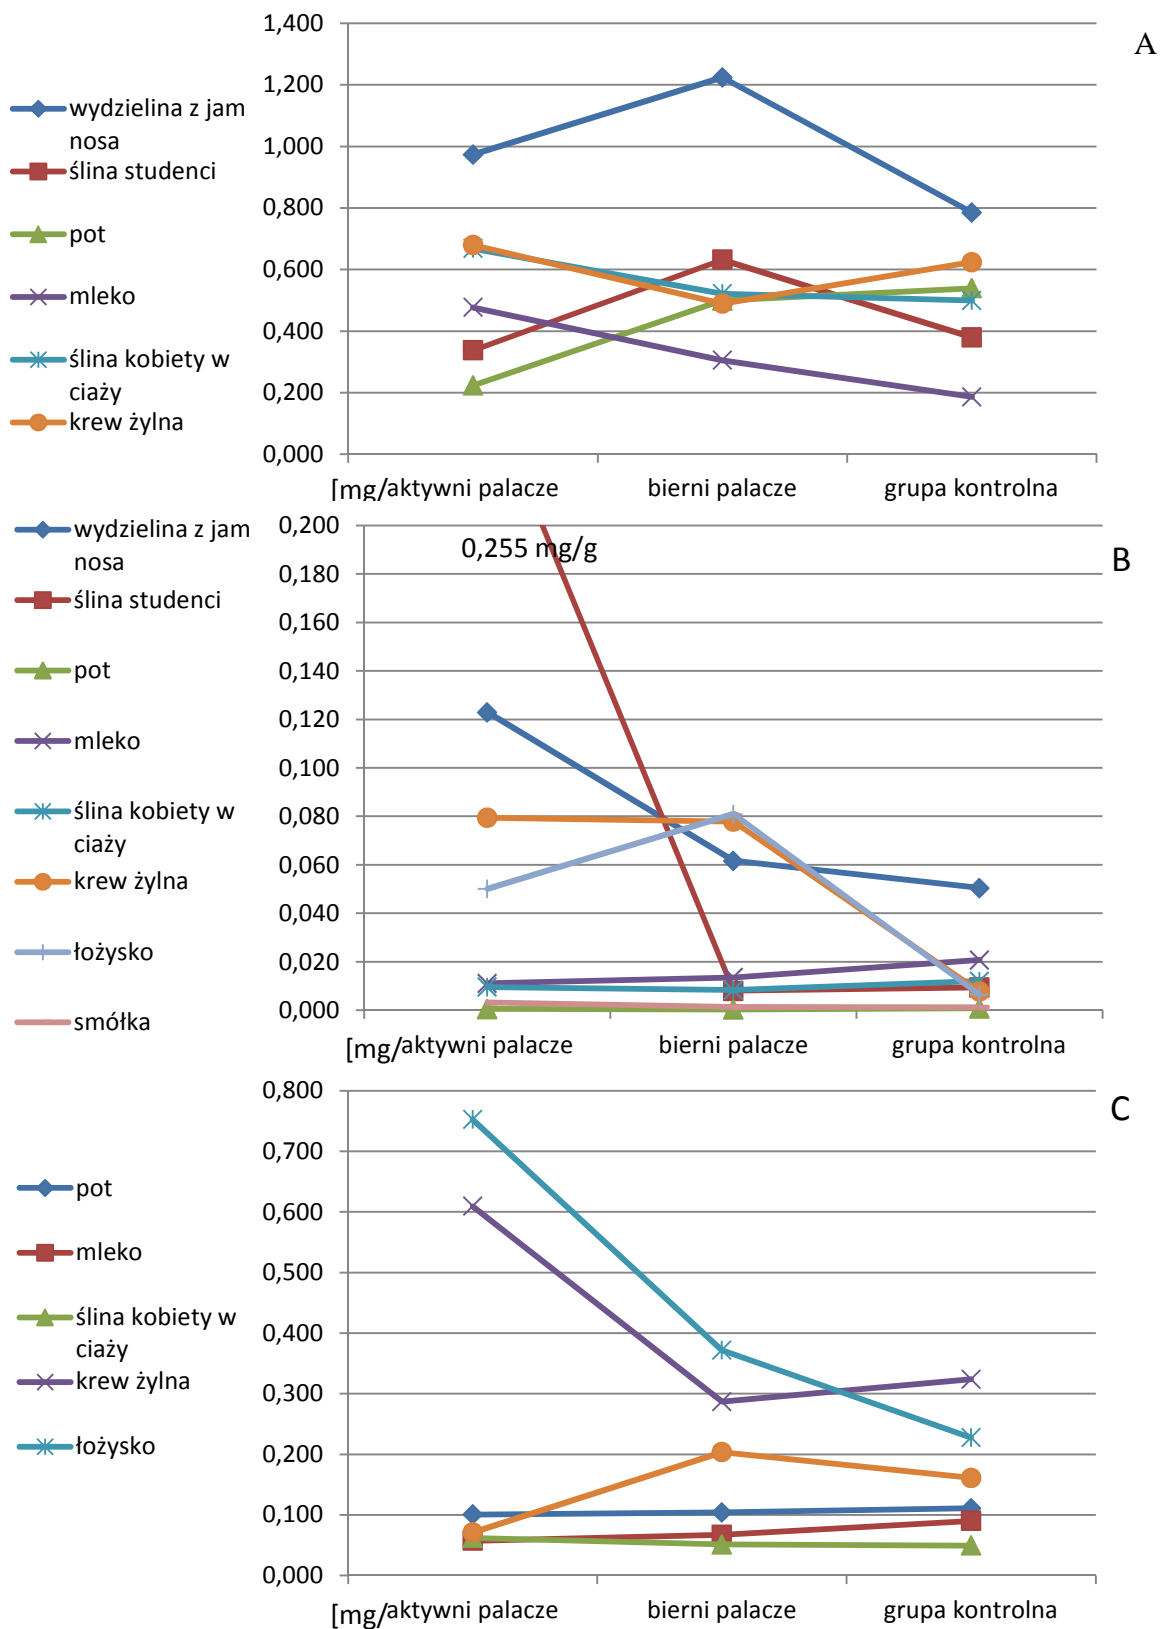 A
1,400
1,200
1,000
0,800
0,600
0,400
0,200
0,000
wydzielina z jam
nosa
ślina studenci
pot
mleko
ślina kobiety w
ciaży
krew żylna
[mg/aktywni palacze bierni palacze grupa kontrolna
B
0,255 mg/g
0,200
0,180
0,160
0,140
0,120
0,100
0,080
0,060
0,040
0,020
0,000
wydzielina z jam
nosa
ślina studenci
pot
mleko
ślina kobiety w
ciaży
krew żylna
łożysko
smółka
[mg/aktywni palacze bierni palacze grupa kontrolna
C
0,800
0,700
0,600
0,500
0,400
0,300
0,200
0,100
0,000
pot
mleko
ślina kobiety w
ciaży
krew żylna
łożysko
[mg/aktywni palacze bierni palacze grupa kontrolna